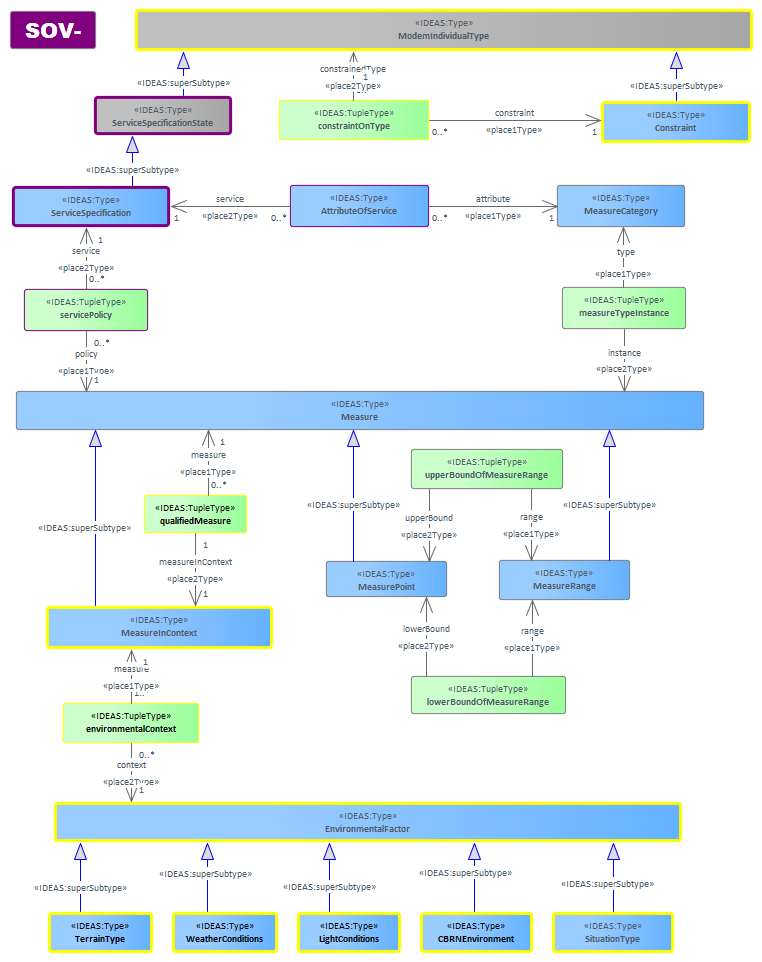 SOV-
«IDEAS:Type»
ModemIndividualType
constrainedType
1
«place2Type»
«IDEAS:superSubtype»
«IDEAS:superSubtype»
«IDEAS:Type»
ServiceSpecificationState
«IDEAS:TupleType»
constraintOnType
constraint
0..*
«place1Type»
1
«IDEAS:Type»
Constraint
«IDEAS:superSubtype»
«IDEAS:Type»
ServiceSpecification
service
1
«place2Type»
0..*
«IDEAS:Type»
AttributeOfService
attribute
0..*
«place1Type»
1
«IDEAS:Type»
MeasureCategory
1
service
«place2Type»
0..*
type
«place1Type»
«IDEAS:TupleType»
servicePolicy
«IDEAS:TupleType»
measureTypeInstance
0..*
policy
«place1Type»
1
instance
«place2Type»
«IDEAS:Type»
Measure
1
measure
«place1Type»
0..*
«IDEAS:TupleType»
upperBoundOfMeasureRange
«IDEAS:superSubtype»
«IDEAS:superSubtype»
«IDEAS:superSubtype»
«IDEAS:TupleType»
qualifiedMeasure
upperBound
«place2Type»
range
«place1Type»
1
measureInContext
«place2Type»
1
«IDEAS:Type»
MeasurePoint
«IDEAS:Type»
MeasureRange
«IDEAS:Type»
MeasureInContext
lowerBound
«place2Type»
range
«place1Type»
1
measure
«place1Type»
1..*
«IDEAS:TupleType»
lowerBoundOfMeasureRange
«IDEAS:TupleType»
environmentalContext
0..*
context
«place2Type»
1
«IDEAS:Type»
EnvironmentalFactor
«IDEAS:superSubtype»
«IDEAS:superSubtype»
«IDEAS:superSubtype»
«IDEAS:superSubtype»
«IDEAS:superSubtype»
«IDEAS:Type»
TerrainType
«IDEAS:Type»
WeatherConditions
«IDEAS:Type»
LightConditions
«IDEAS:Type»
CBRNEnvironment
«IDEAS:Type»
SituationType